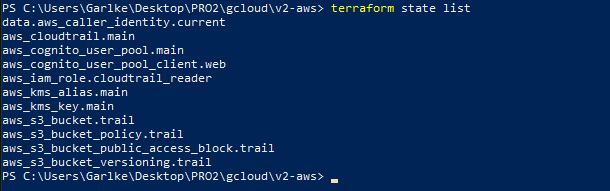 PS C:\Users\Garlke\Desktop\PRO2\gcloud\v2-aws> terraform state list
data.aws_caller_identity.current
aws_cloudtrail.main
aws_cognito_user_pool.main
aws_cognito_user_pool_client.web
aws_iam_role.cloudtrail_reader
aws_kms_alias.main
aws_kms_key.main
aws_s3_bucket.trail
aws_s3_bucket_policy.trail
aws_s3_bucket_public_access_block.trail
aws_s3_bucket_versioning.trail
PS C:\Users\Garlke\Desktop\PRO2\gcloud\v2-aws>